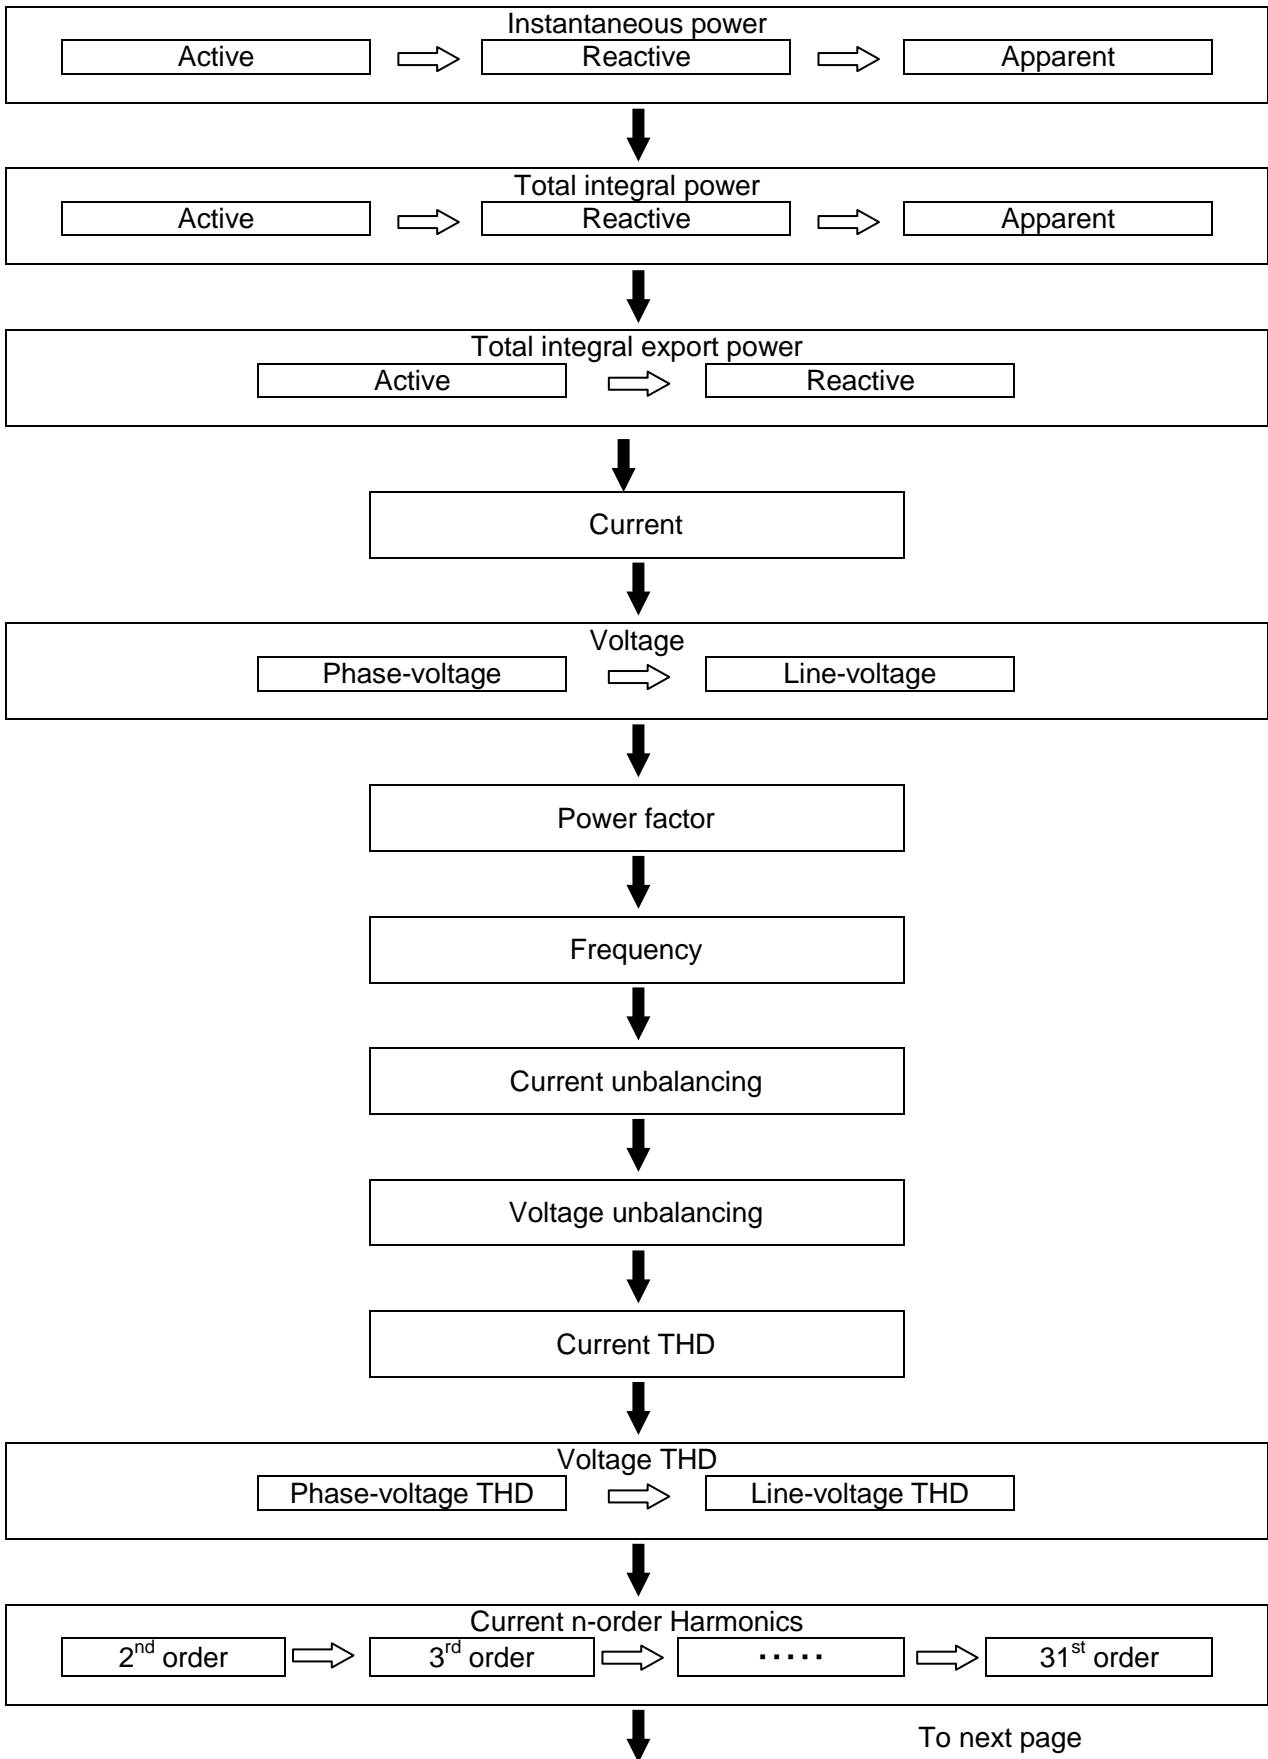 Instantaneous power
Active Reactive Apparent
Total integral power
Active Reactive Apparent
Total integral export power
Active Reactive
Current
Voltage
Phase-voltage Line-voltage
Power factor
Frequency
Current unbalancing
Voltage unbalancing
Current THD
Voltage THD
Phase-voltage THD Line-voltage THD
Current n-order Harmonics
2nd order 3rd order ····· 31st order
To next page